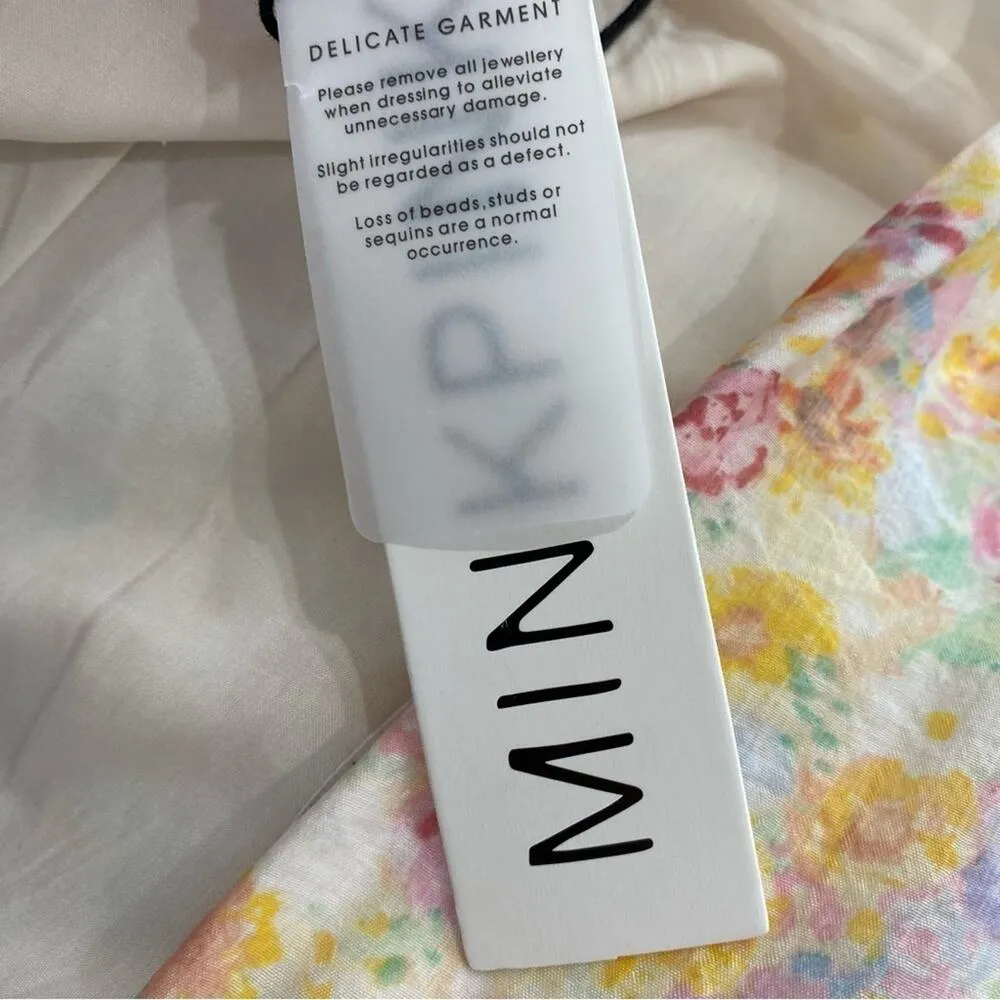 DELICATE GARMENT
Please remove all jewellery
when dressing to alleviate
unnecessary damage.
Slight irregularities should not
be regarded as a defect.
Loss of beads,studs or
sequins are a normal
occurrence.
MINKPINK